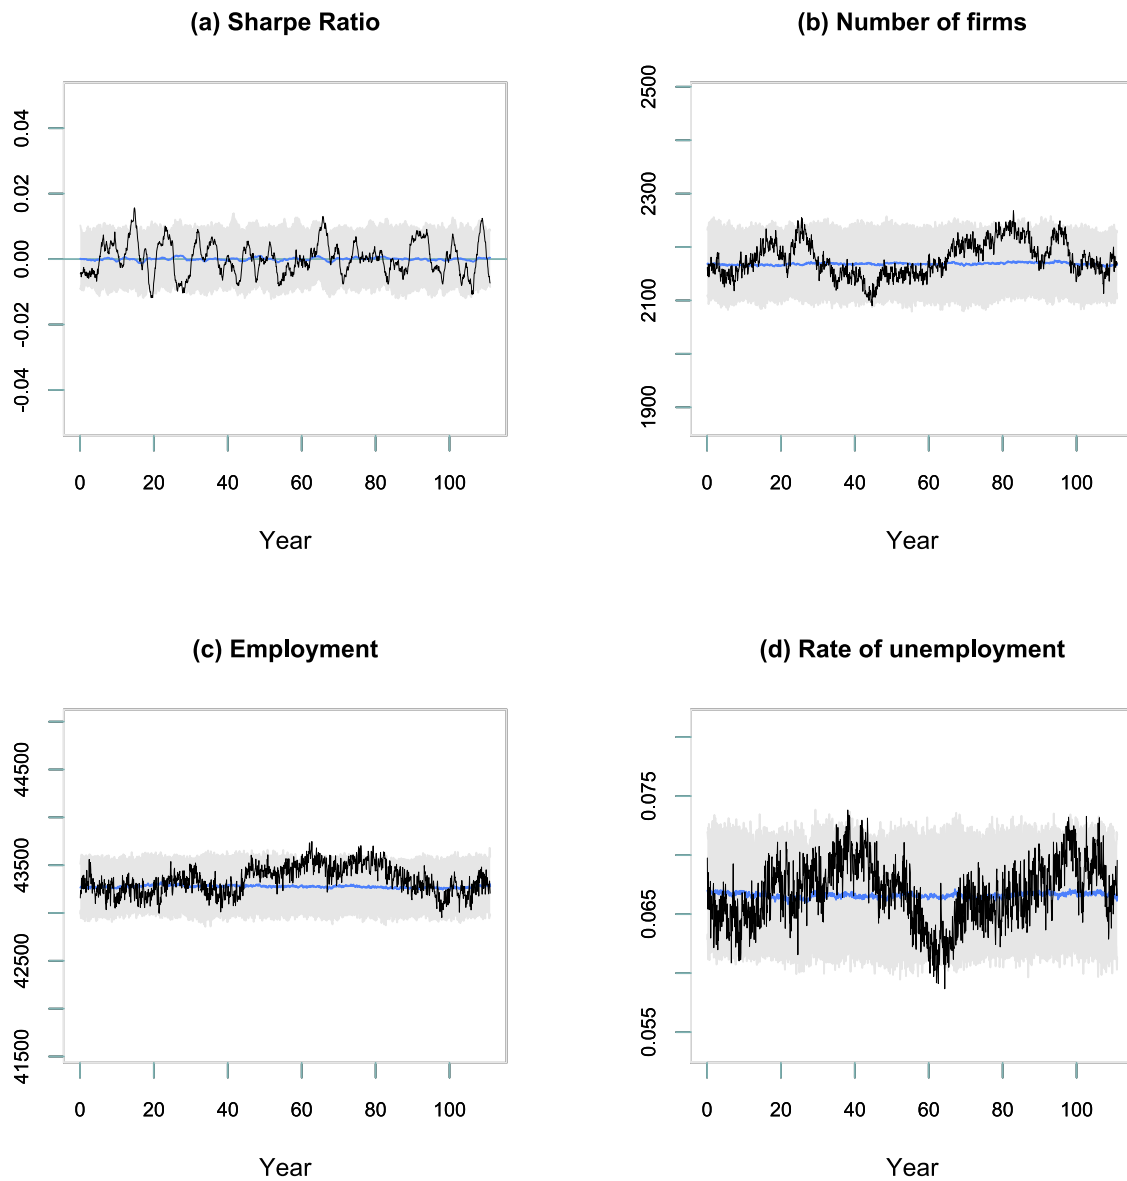 (a) Sharpe Ratio
0.04
0.02
0.00
-0.02
-0.04
0 20 40 60 80 100
Year
(b) Number of firms
2500
2300
2100
1900
0 20 40 60 80 100
Year
(c) Employment
44500
43500
42500
41500
0 20 40 60 80 100
Year
(d) Rate of unemployment
0.075
0.065
0.055
0 20 40 60 80 100
Year